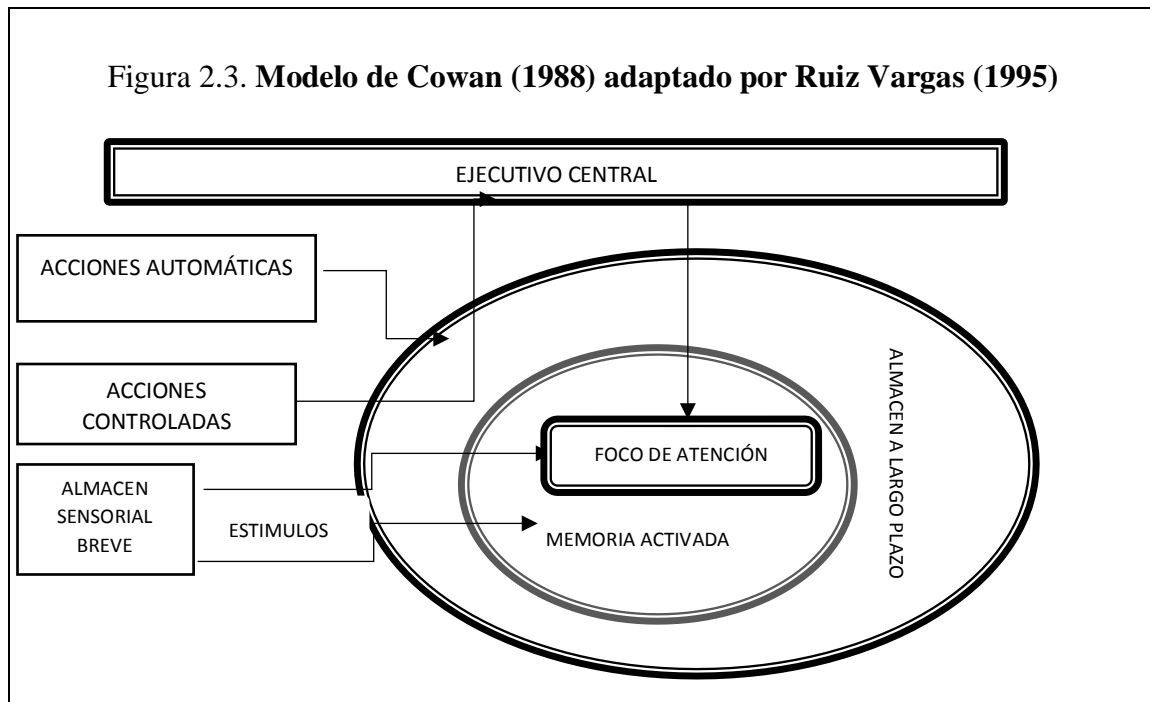 Figura 2.3. Modelo de Cowan (1988) adaptado por Ruiz Vargas (1995)
EJECUTIVO CENTRAL
ACCIONES AUTOMÁTICAS
ACCIONES
CONTROLADAS
ALMACEN
SENSORIAL
BREVE
ESTIMULOS
FOCO DE ATENCIÓN
MEMORIA ACTIVADA
ALMACEN A LARGO PLAZO